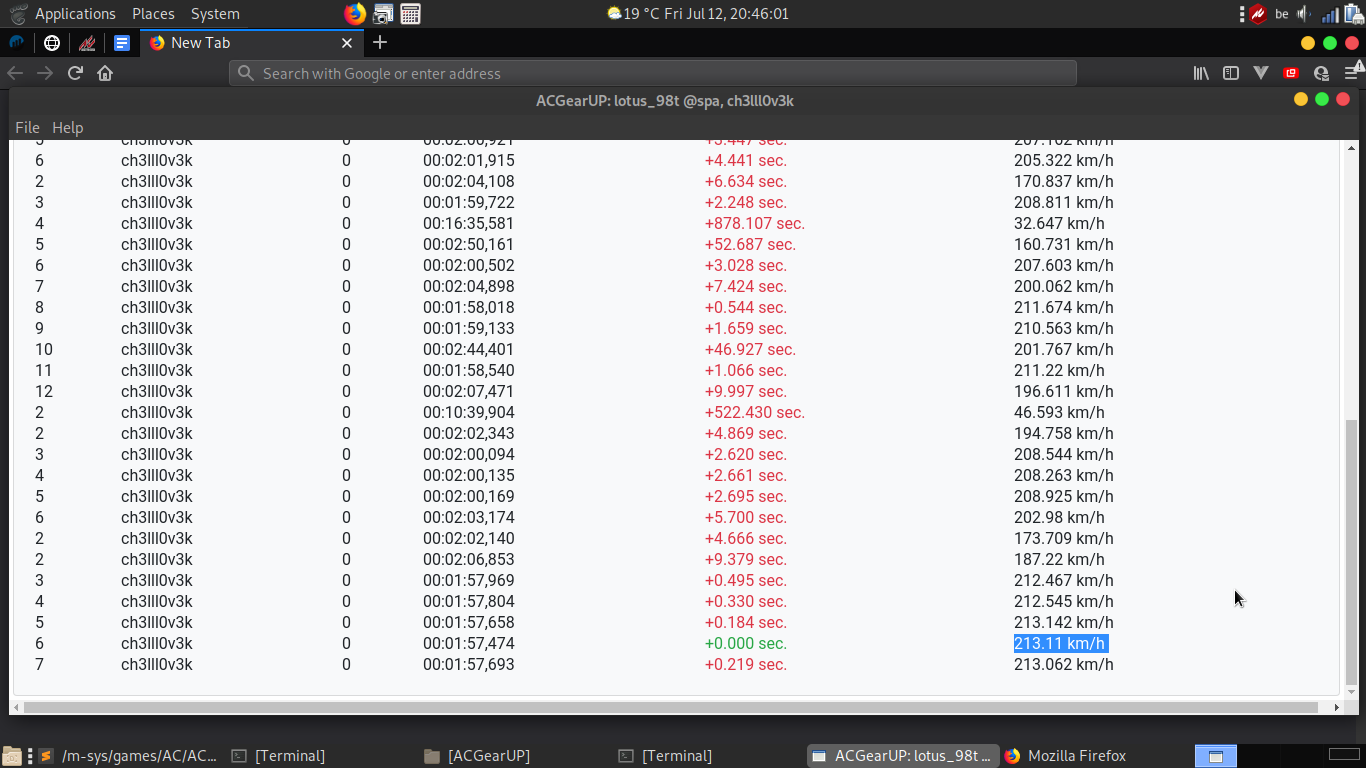 Applications Places System 19 °C Fri Jul 12, 20:46:01 be
New Tab
Search with Google or enter address
ACGearUP: lotus_98t @spa, ch3lll0v3k
File Help
6 ch3lll0v3k 0 00:02:01,915 +4.441 sec. 205.322 km/h
2 ch3lll0v3k 0 00:02:04,108 +6.634 sec. 170.837 km/h
3 ch3lll0v3k 0 00:01:59,722 +2.248 sec. 208.811 km/h
4 ch3lll0v3k 0 00:16:35,581 +878.107 sec. 32.647 km/h
5 ch3lll0v3k 0 00:02:50,161 +52.687 sec. 160.731 km/h
6 ch3lll0v3k 0 00:02:00,502 +3.028 sec. 207.603 km/h
7 ch3lll0v3k 0 00:02:04,898 +7.424 sec. 200.062 km/h
8 ch3lll0v3k 0 00:01:58,018 +0.544 sec. 211.674 km/h
9 ch3lll0v3k 0 00:01:59,133 +1.659 sec. 210.563 km/h
10 ch3lll0v3k 0 00:02:44,401 +46.927 sec. 201.767 km/h
11 ch3lll0v3k 0 00:01:58,540 +1.066 sec. 211.22 km/h
12 ch3lll0v3k 0 00:02:07,471 +9.997 sec. 196.611 km/h
2 ch3lll0v3k 0 00:10:39,904 +522.430 sec. 46.593 km/h
2 ch3lll0v3k 0 00:02:02,343 +4.869 sec. 194.758 km/h
3 ch3lll0v3k 0 00:02:00,094 +2.620 sec. 208.544 km/h
4 ch3lll0v3k 0 00:02:00,135 +2.661 sec. 208.263 km/h
5 ch3lll0v3k 0 00:02:00,169 +2.695 sec. 208.925 km/h
6 ch3lll0v3k 0 00:02:03,174 +5.700 sec. 202.98 km/h
2 ch3lll0v3k 0 00:02:02,140 +4.666 sec. 173.709 km/h
2 ch3lll0v3k 0 00:02:06,853 +9.379 sec. 187.22 km/h
3 ch3lll0v3k 0 00:01:57,969 +0.495 sec. 212.467 km/h
4 ch3lll0v3k 0 00:01:57,804 +0.330 sec. 212.545 km/h
5 ch3lll0v3k 0 00:01:57,658 +0.184 sec. 213.142 km/h
6 ch3lll0v3k 0 00:01:57,474 +0.000 sec. 213.11 km/h
7 ch3lll0v3k 0 00:01:57,693 +0.219 sec. 213.062 km/h
/m-sys/games/AC/AC... [Terminal] [ACGearUP] [Terminal] ACGearUP: lotus_98t ... Mozilla Firefox